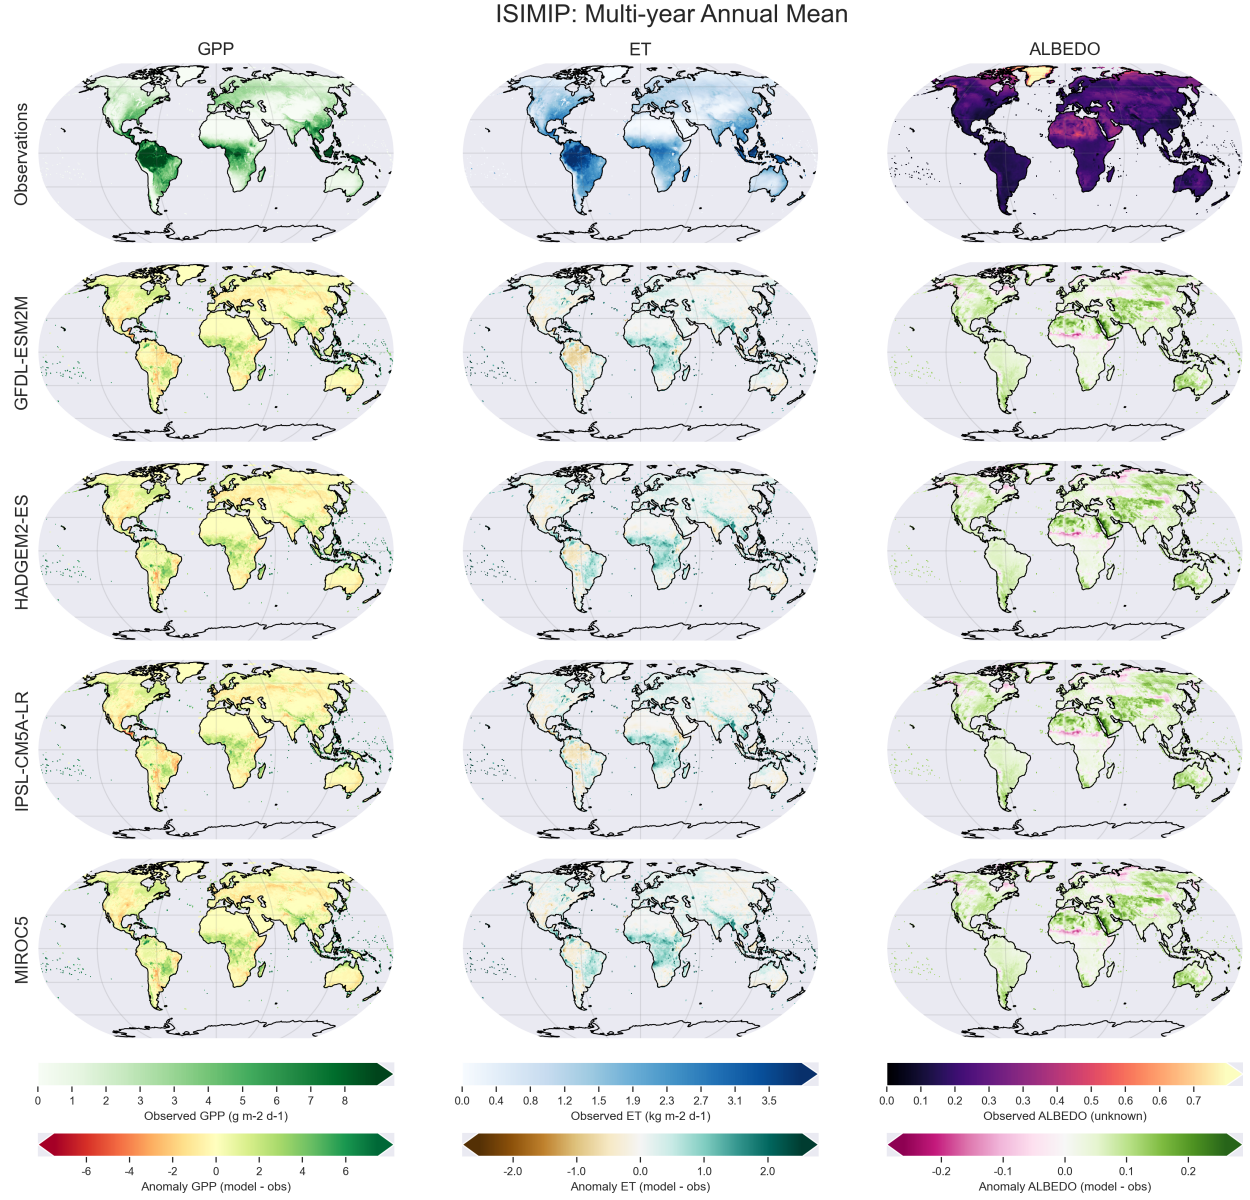 ISIMIP: Multi-year Annual Mean
GPP
ET
ALBEDO
Observations
GFDL-ESM2M
HADGEM2-ES
IPSL-CM5A-LR
MIROC5
0 1 2 3 3 4 5 6 7 8
Observed GPP (g m-2 d-1)
0.0 0.4 0.8 1.2 1.5 1.9 2.3 2.7 3.1 3.5
Observed ET (kg m-2 d-1)
0.0 0.1 0.2 0.3 0.3 0.4 0.5 0.6 0.6 0.7
Observed ALBEDO (unknown)
-6 -4 -2 0 2 4 6
Anomaly GPP (model - obs)
-2.0 -1.0 0.0 1.0 2.0
Anomaly ET (model - obs)
-0.2 -0.1 0.0 0.1 0.2
Anomaly ALBEDO (model - obs)